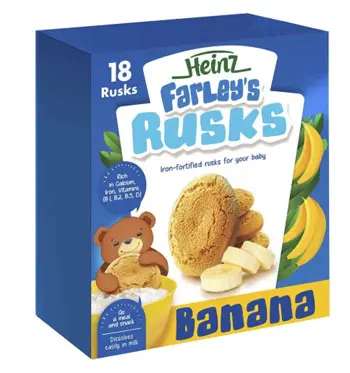 18
Rusks
Heinz
Farley's
RUSKS
Iron-fortified rusks for your baby
Rich
in Calcium,
Iron, Vitamins
(B1, B2, B3, D)
As
a meal
and snack
Dissolves
easily in milk
Banana